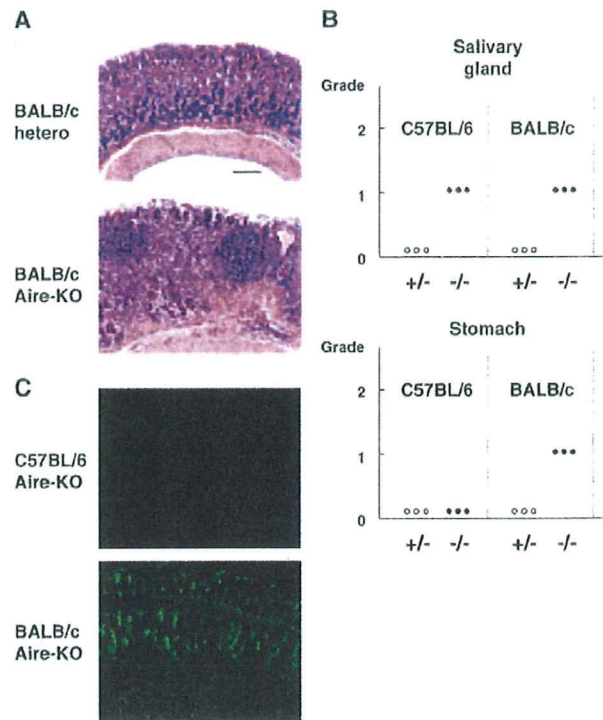 A
BALB/c
hetero
BALB/c
Aire-KO
B
Salivary
gland
Grade
C57BL/6 BALB/c
2
1
0
+/- -/- +/- -/-
Stomach
Grade
C57BL/6 BALB/c
2
1
0
+/- -/- +/- -/-
C
C57BL/6
Aire-KO
BALB/c
Aire-KO